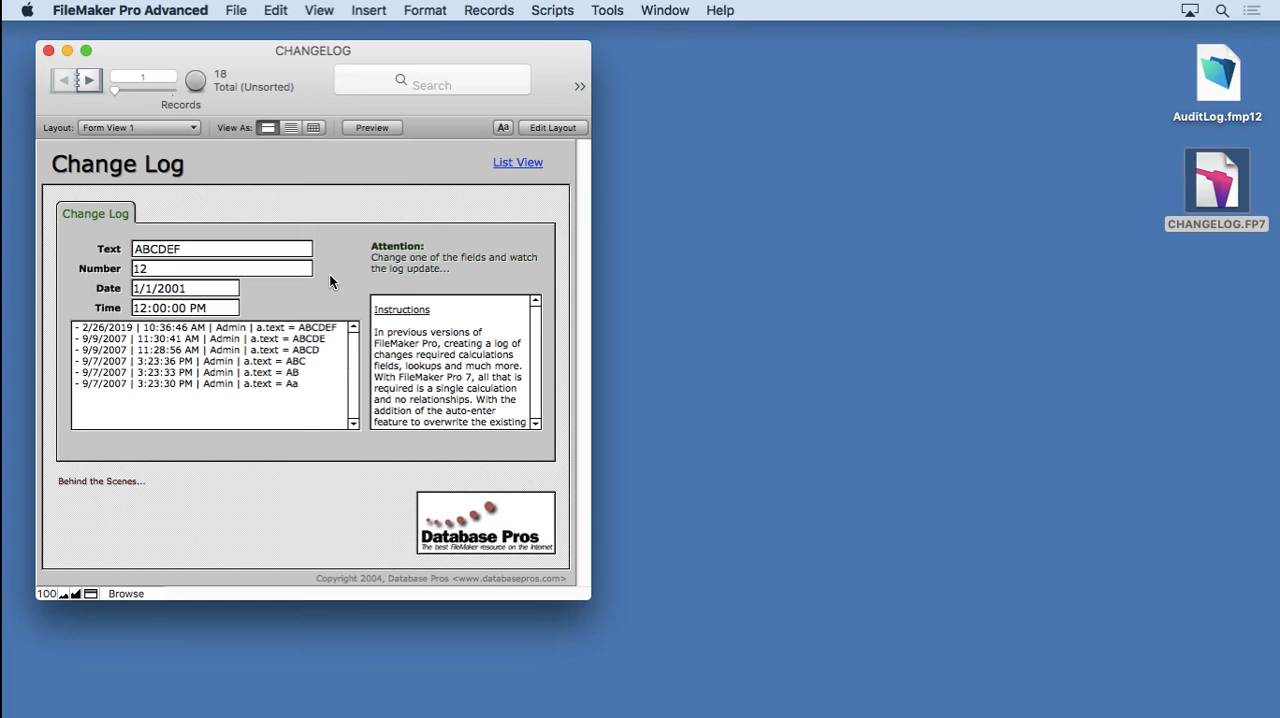 FileMaker Pro Advanced File Edit View Insert Format Records Scripts Tools Window Help
CHANGELOG
1
18
Total (Unsorted)
Search
Records
Layout: Form View 1 View As: Preview Aa Edit Layout
Change Log
List View
Change Log
Text ABCDEF
Number 12
Date 1/1/2001
Time 12:00:00 PM
Attention:
Change one of the fields and watch
the log update...
- 2/26/2019 | 10:36:46 AM | Admin | a.text = ABCDEF
- 9/9/2007 | 11:30:41 AM | Admin | a.text = ABCDE
- 9/9/2007 | 11:28:56 AM | Admin | a.text = ABCD
- 9/7/2007 | 3:23:36 PM | Admin | a.text = ABC
- 9/7/2007 | 3:23:33 PM | Admin | a.text = AB
- 9/7/2007 | 3:23:30 PM | Admin | a.text = Aa
Instructions
In previous versions of
FileMaker Pro, creating a log of
changes required calculations
fields, lookups and much more.
With FileMaker Pro 7, all that is
required is a single calculation
and no relationships. With the
addition of the auto-enter
feature to overwrite the existing
Behind the Scenes...
Database Pros
The best FileMaker resource on the Internet
Copyright 2004, Database Pros <www.databasepros.com>
100 Browse
AuditLog.fmp12
CHANGELOG.FP7